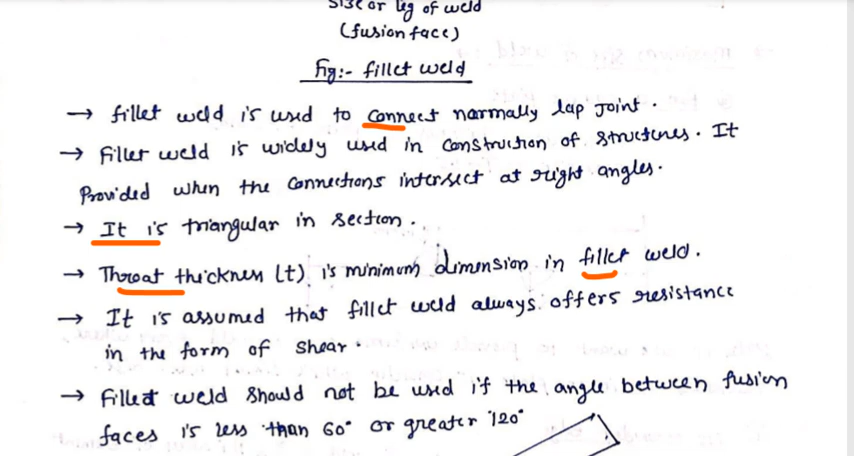 size or leg of weld
(fusion face)
Fig:- fillet weld
→ fillet weld is used to connect normally lap joint.
→ Fillet weld is widely used in construction of structures. It
Provided when the connections intersect at right angles.
→ It is triangular in section.
→ Throat thickness (t) is minimum dimension in fillet weld.
→ It is assumed that fillet weld always offers resistance
in the form of shear.
→ Filled weld should not be used if the angle between fusion
faces is less than 60° or greater 120°